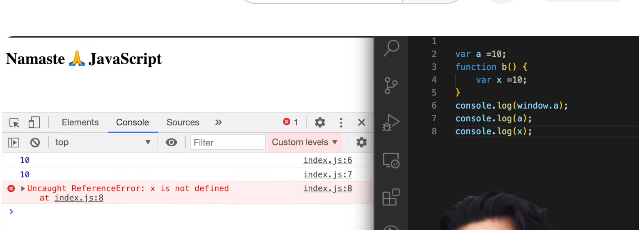 Namaste 🙏 JavaScript
Elements Console Sources » 1
top Filter Custom levels
10 index.js:6
10 index.js:7
Uncaught ReferenceError: x is not defined index.js:8
at index.js:8
1
2 var a =10;
3 function b() {
4 var x =10;
5 }
6 console.log(window.a);
7 console.log(a);
8 console.log(x);